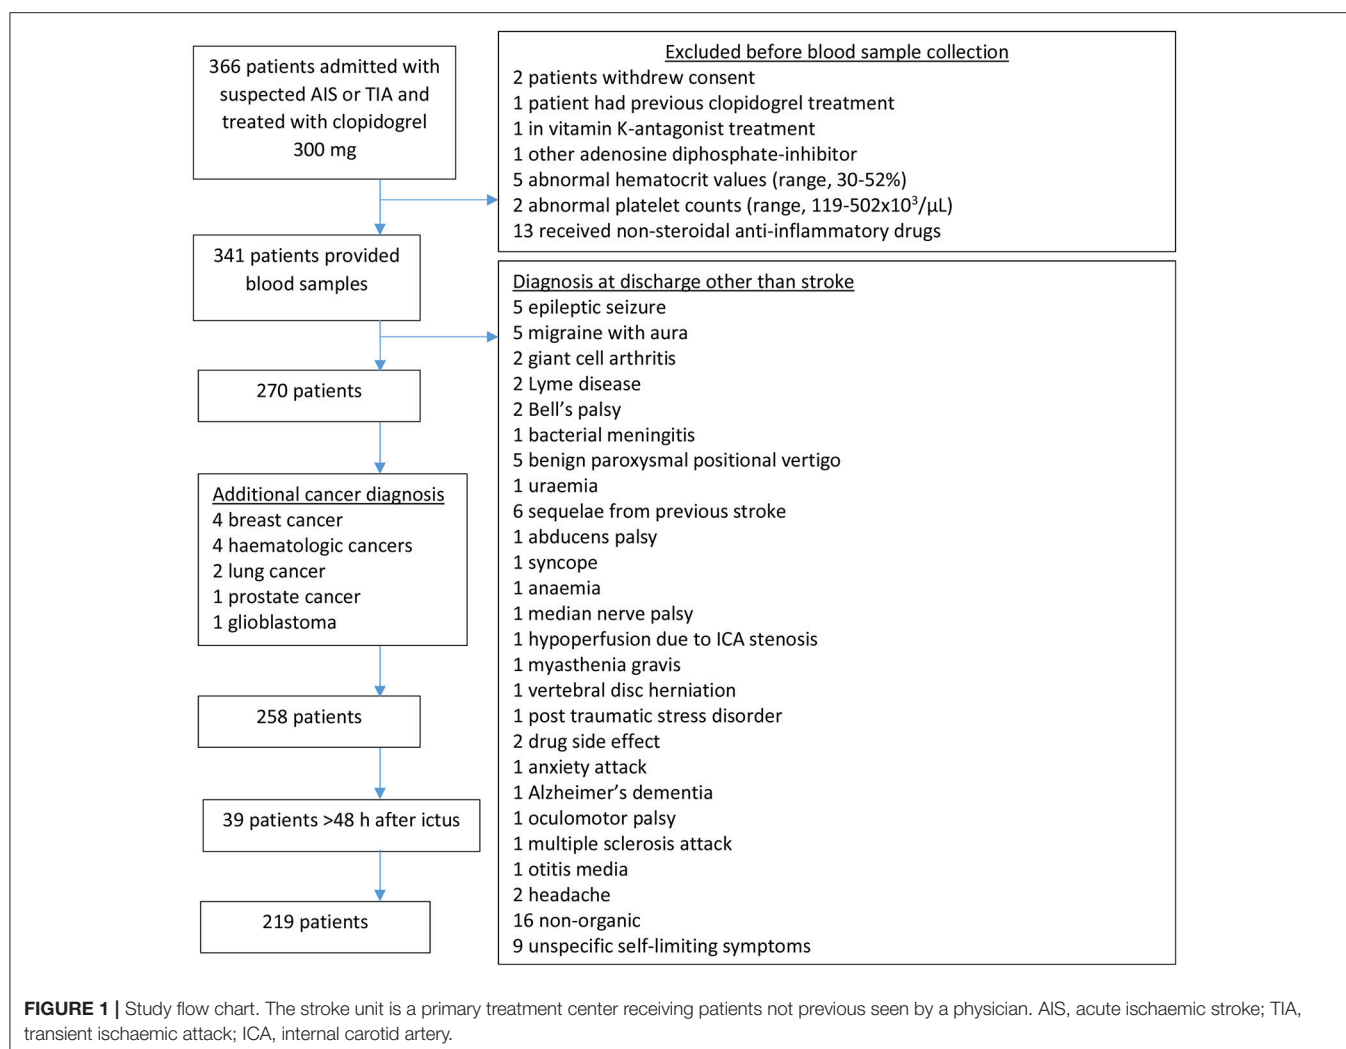 366 patients admitted with
suspected AIS or TIA and
treated with clopidogrel
300 mg
Excluded before blood sample collection
2 patients withdrew consent
1 patient had previous clopidogrel treatment
1 in vitamin K-antagonist treatment
1 other adenosine diphosphate-inhibitor
5 abnormal hematocrit values (range, 30-52%)
2 abnormal platelet counts (range, 119-502x10³/µL)
13 received non-steroidal anti-inflammatory drugs
341 patients provided
blood samples
Diagnosis at discharge other than stroke
5 epileptic seizure
5 migraine with aura
2 giant cell arthritis
2 Lyme disease
2 Bell's palsy
1 bacterial meningitis
5 benign paroxysmal positional vertigo
1 uraemia
6 sequelae from previous stroke
1 abducens palsy
1 syncope
1 anaemia
1 median nerve palsy
1 hypoperfusion due to ICA stenosis
1 myasthenia gravis
1 vertebral disc herniation
1 post traumatic stress disorder
2 drug side effect
1 anxiety attack
1 Alzheimer's dementia
1 oculomotor palsy
1 multiple sclerosis attack
1 otitis media
2 headache
16 non-organic
9 unspecific self-limiting symptoms
270 patients
Additional cancer diagnosis
4 breast cancer
4 haematologic cancers
2 lung cancer
1 prostate cancer
1 glioblastoma
258 patients
39 patients >48 h after ictus
219 patients
FIGURE 1 | Study flow chart. The stroke unit is a primary treatment center receiving patients not previous seen by a physician. AIS, acute ischaemic stroke; TIA,
transient ischaemic attack; ICA, internal carotid artery.